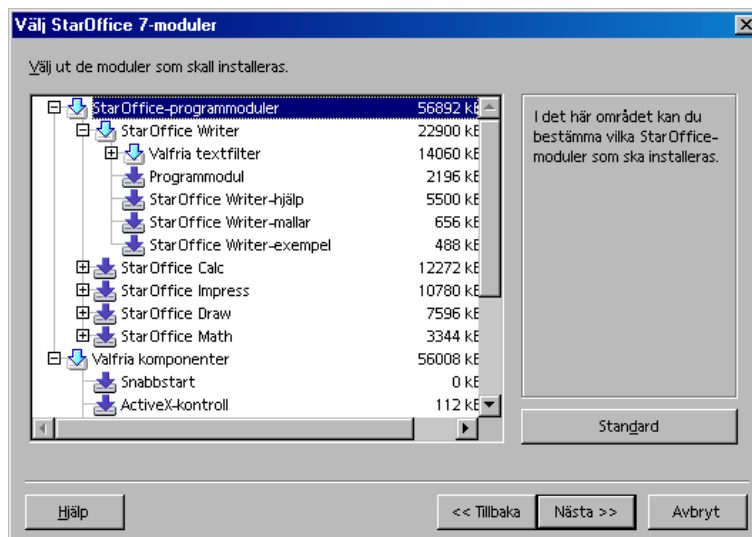 Välj StarOffice 7-moduler
Välj ut de moduler som skall installeras.
StarOffice-programmoduler 56892 kB
StarOffice Writer 22900 kB
Valfria textfilter 14060 kB
Programmodul 2196 kB
StarOffice Writer-hjälp 5500 kB
StarOffice Writer-mallar 656 kB
StarOffice Writer-exempel 488 kB
StarOffice Calc 12272 kB
StarOffice Impress 10780 kB
StarOffice Draw 7596 kB
StarOffice Math 3344 kB
Valfria komponenter 56008 kB
Snabbstart 0 kB
ActiveX-kontroll 112 kB
I det här området kan du
bestämma vilka StarOffice-
moduler som ska installeras.
Standard
Hjälp
<< Tillbaka
Nästa >>
Avbryt